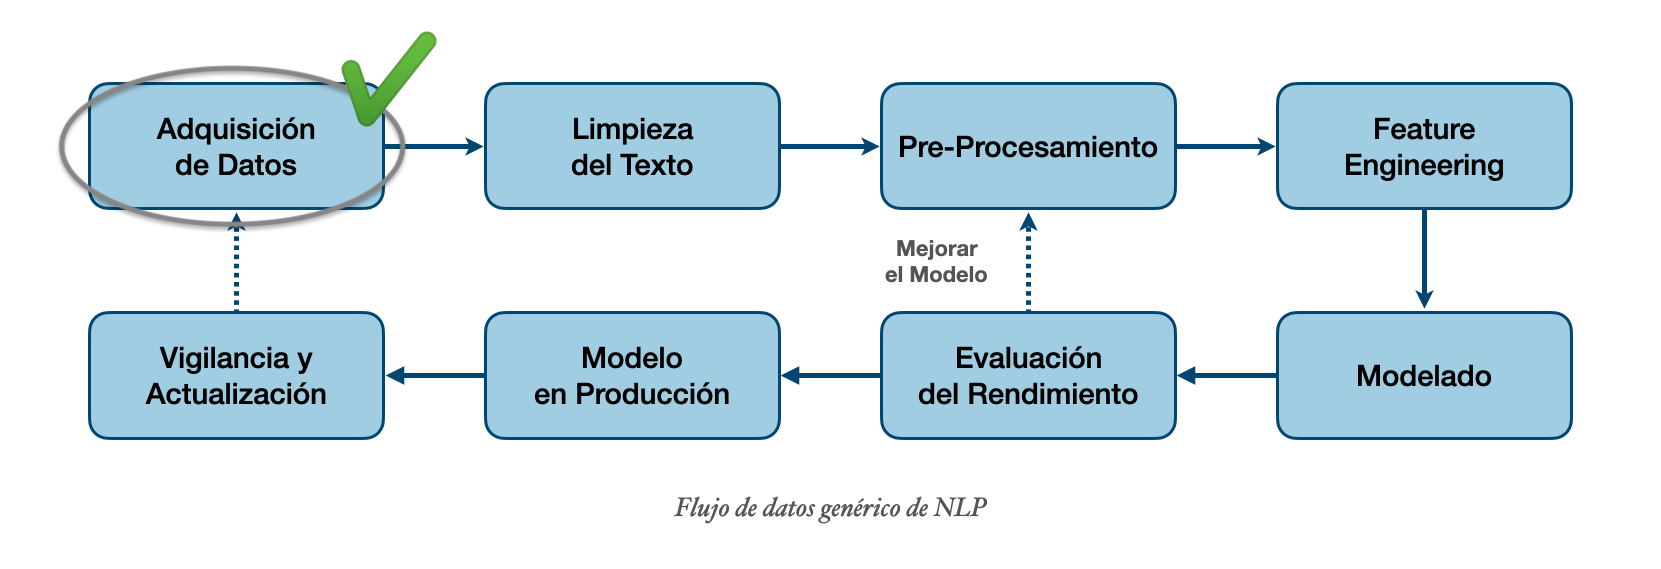 Adquisición
de Datos
Limpieza
del Texto
Pre-Procesamiento
Feature
Engineering
Mejorar
el Modelo
Vigilancia y
Actualización
Modelo
en Producción
Evaluación
del Rendimiento
Modelado
Flujo de datos genérico de NLP